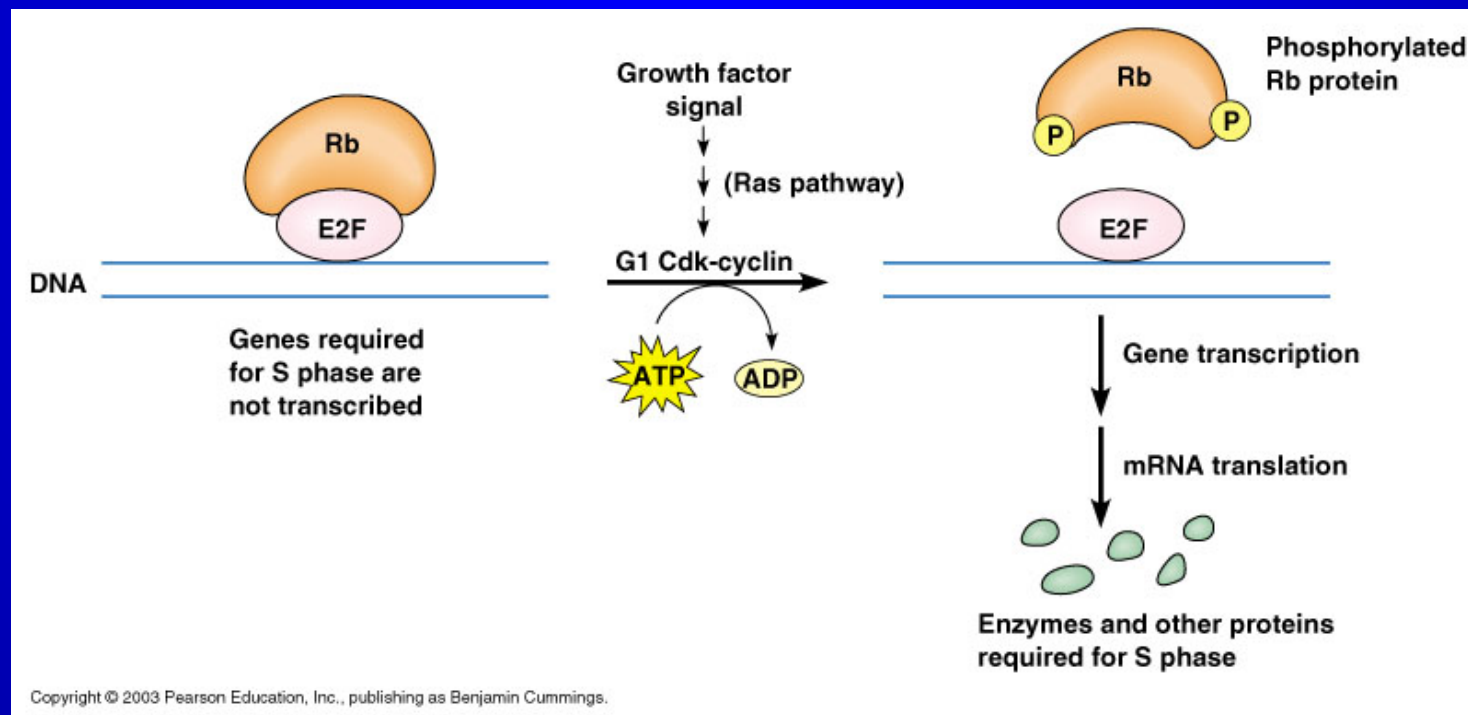 Rb
E2F
DNA
Genes required
for S phase are
not transcribed
Growth factor
signal
(Ras pathway)
G1 Cdk-cyclin
ATP
ADP
Rb
P
P
Phosphorylated
Rb protein
E2F
Gene transcription
mRNA translation
Enzymes and other proteins
required for S phase
Copyright © 2003 Pearson Education, Inc., publishing as Benjamin Cummings.